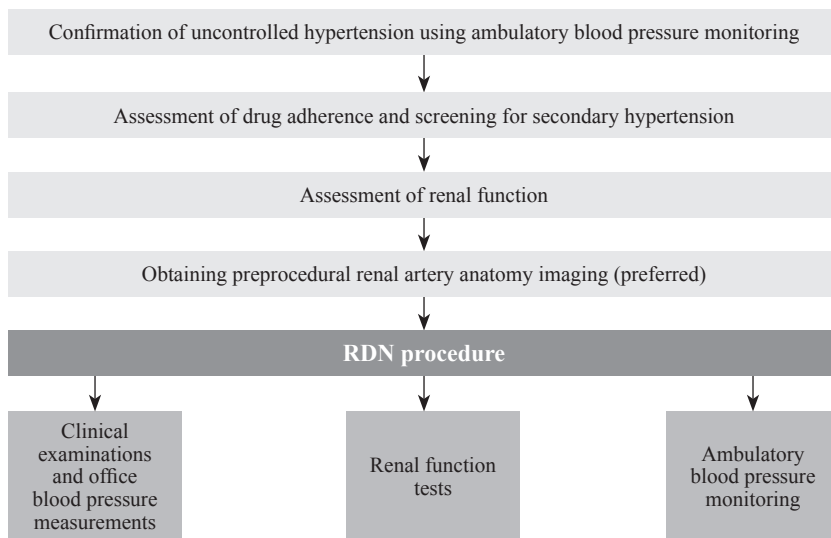 Confirmation of uncontrolled hypertension using ambulatory blood pressure monitoring
Assessment of drug adherence and screening for secondary hypertension
Assessment of renal function
Obtaining preprocedural renal artery anatomy imaging (preferred)
RDN procedure
Clinical
examinations
and office
blood pressure
measurements
Renal function
tests
Ambulatory
blood pressure
monitoring